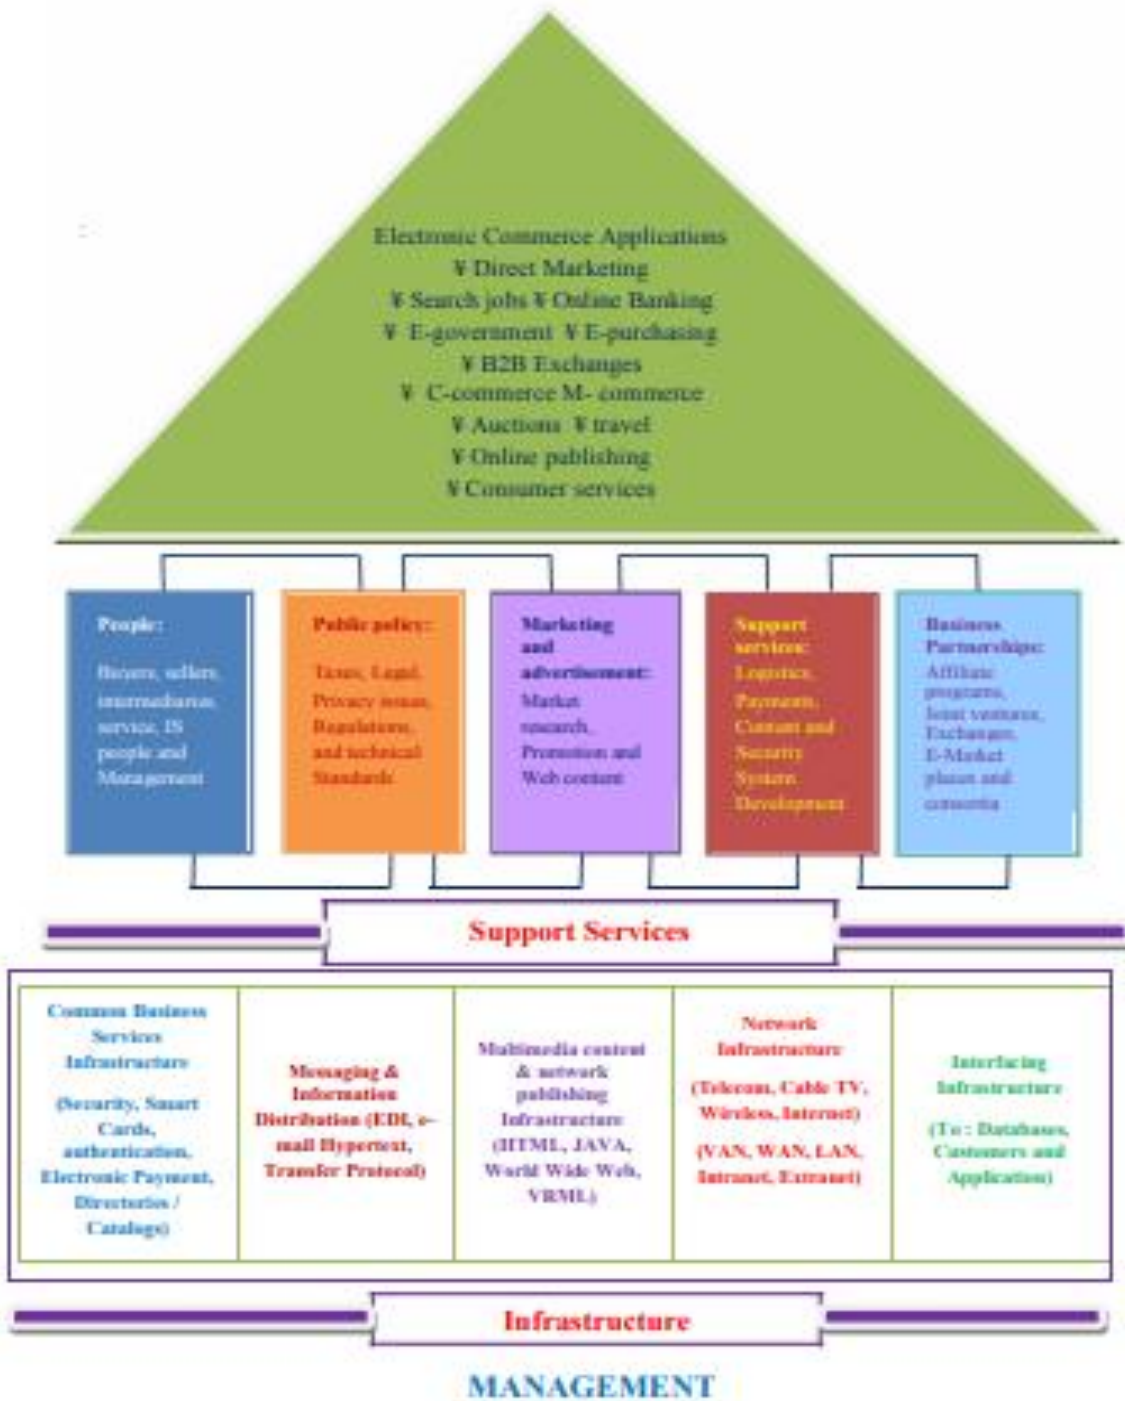 Electronic Commerce Applications
¥ Direct Marketing
¥ Search jobs ¥ Online Banking
¥ E-government ¥ E-purchasing
¥ B2B Exchanges
¥ C-commerce M- commerce
¥ Auctions ¥ travel
¥ Online publishing
¥ Consumer services
People:
Buyers, sellers,
intermediaries,
service, IS
people and
Management
Public policy:
Taxes, Legal,
Privacy issues,
Regulations,
and technical
Standards
Marketing
and
advertisement:
Market
research,
Promotion and
Web content
Support
services:
Logistics,
Payments,
Content and
Security
System
Development
Business
Partnerships:
Affiliate
programs,
Joint ventures,
Exchanges,
E-Market
places and
consortia
Support Services
Common Business
Services
Infrastructure
(Security, Smart
Cards,
authentication,
Electronic Payment,
Directories /
Catalogs)
Messaging &
Information
Distribution (EDI, e-
mail Hypertext,
Transfer Protocol)
Multimedia content
& network
publishing
Infrastructure
(HTML, JAVA,
World Wide Web,
VRML)
Network
Infrastructure
(Telecom, Cable TV,
Wireless, Internet)
(VAN, WAN, LAN,
Intranet, Extranet)
Interfacing
Infrastructure
(To : Databases,
Customers and
Application)
Infrastructure
MANAGEMENT